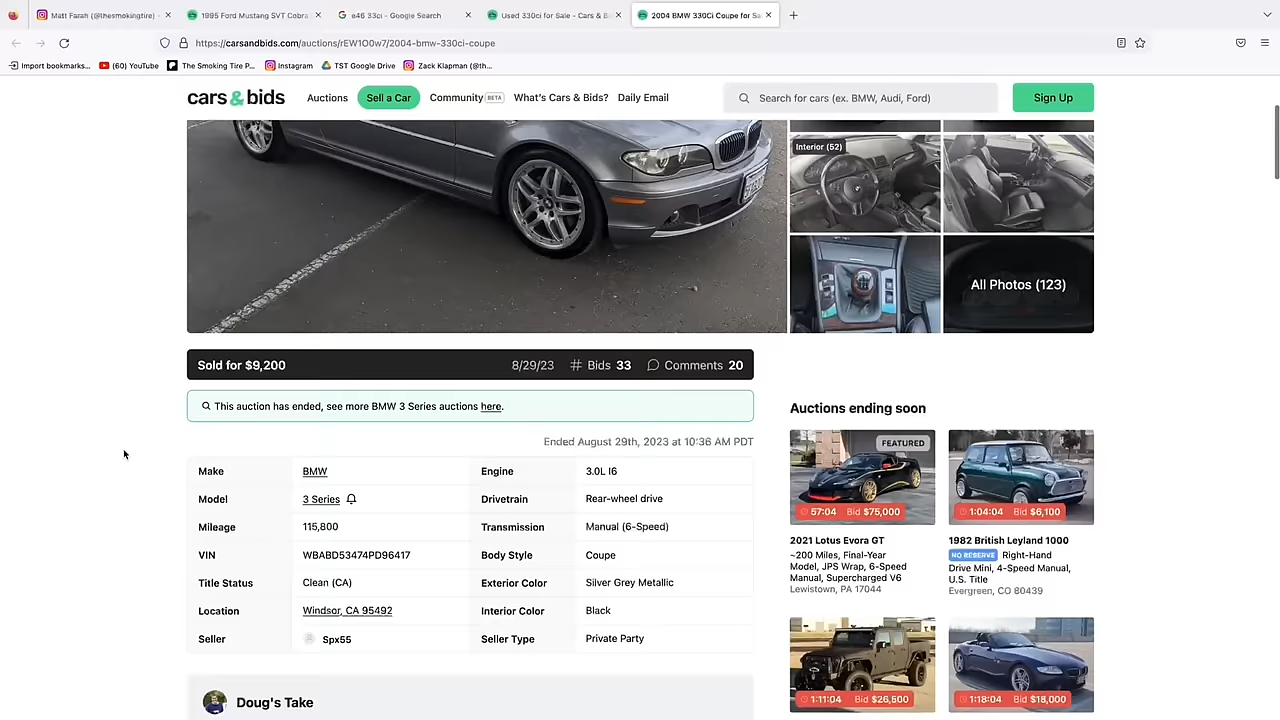 Matt Farah (@thesmokingtire) -
1995 Ford Mustang SVT Cobra
e46 33ci - Google Search
Used 330ci for Sale - Cars & Bi
2004 BMW 330Ci Coupe for Sa
https://carsandbids.com/auctions/rEW1O0w7/2004-bmw-330ci-coupe
Import bookmarks...
(60) YouTube
The Smoking Tire P...
Instagram
TST Google Drive
Zack Klapman (@th...
cars & bids
Auctions
Sell a Car
Community BETA
What's Cars & Bids?
Daily Email
Search for cars (ex. BMW, Audi, Ford)
Sign Up
Interior (52)
All Photos (123)
Sold for $9,200
8/29/23
# Bids 33
Comments 20
This auction has ended, see more BMW 3 Series auctions here.
Ended August 29th, 2023 at 10:36 AM PDT
Make BMW Engine 3.0L I6
Model 3 Series Drivetrain Rear-wheel drive
Mileage 115,800 Transmission Manual (6-Speed)
VIN WBABD53474PD96417 Body Style Coupe
Title Status Clean (CA) Exterior Color Silver Grey Metallic
Location Windsor, CA 95492 Interior Color Black
Seller Spx55 Seller Type Private Party
Doug's Take
Auctions ending soon
FEATURED
57:04 Bid $75,000
2021 Lotus Evora GT
~200 Miles, Final-Year
Model, JPS Wrap, 6-Speed
Manual, Supercharged V6
Lewistown, PA 17044
1:04:04 Bid $6,100
1982 British Leyland 1000
NO RESERVE Right-Hand
Drive Mini, 4-Speed Manual,
U.S. Title
Evergreen, CO 80439
1:11:04 Bid $26,500
1:18:04 Bid $18,000